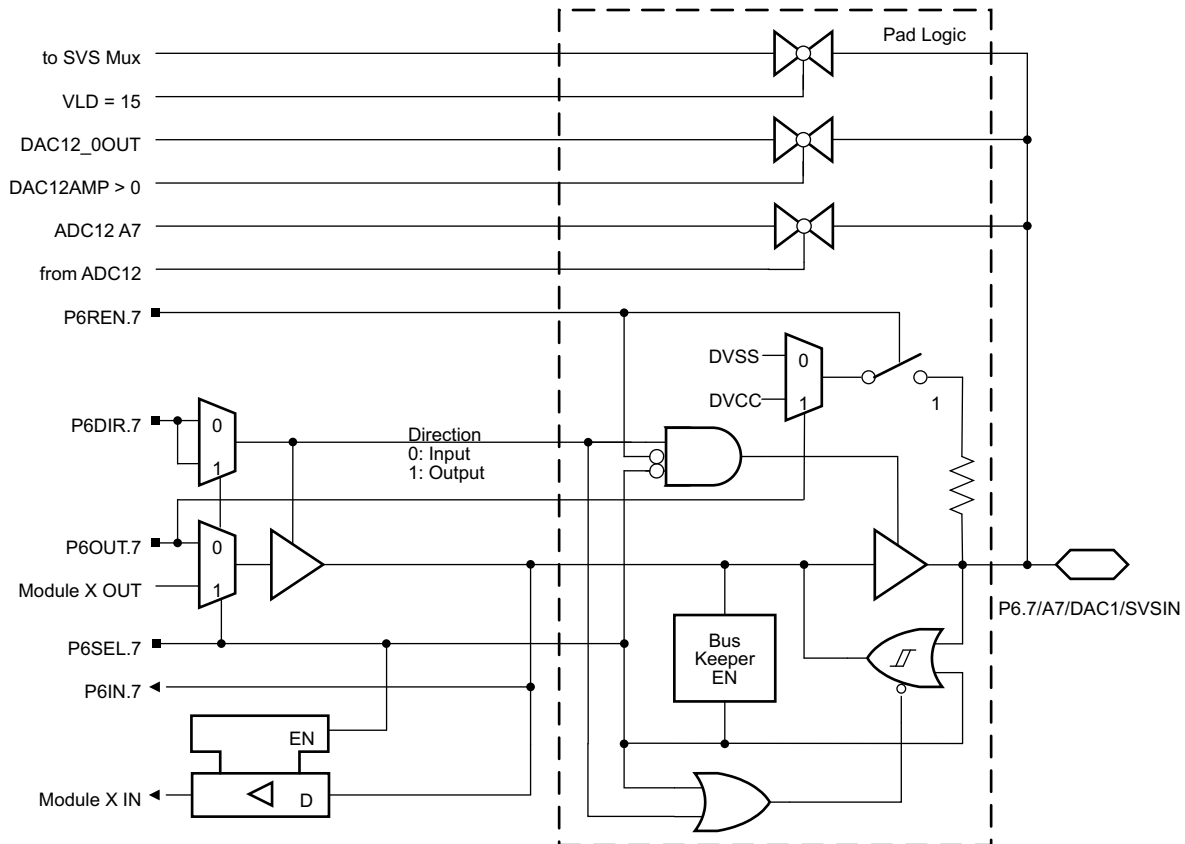 Pad Logic
to SVS Mux
VLD = 15
DAC12_0OUT
DAC12AMP > 0
ADC12 A7
from ADC12
P6REN.7
DVSS
0
DVCC
1
1
P6DIR.7
0
1
Direction
0: Input
1: Output
P6OUT.7
0
Module X OUT
1
P6.7/A7/DAC1/SVSIN
P6SEL.7
Bus
Keeper
EN
P6IN.7
EN
Module X IN
D